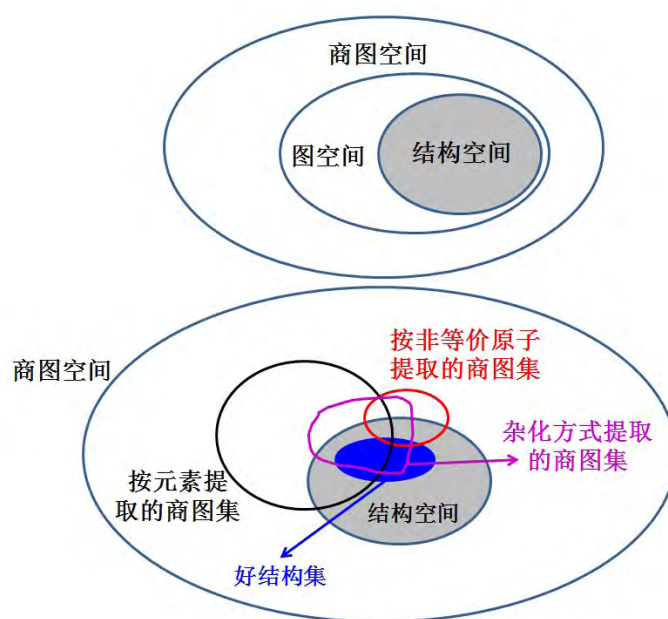 商图空间
图空间
结构空间
按非等价原子
提取的商图集
商图空间
杂化方式提取
的商图集
按元素提
取的商图集
结构空间
好结构集